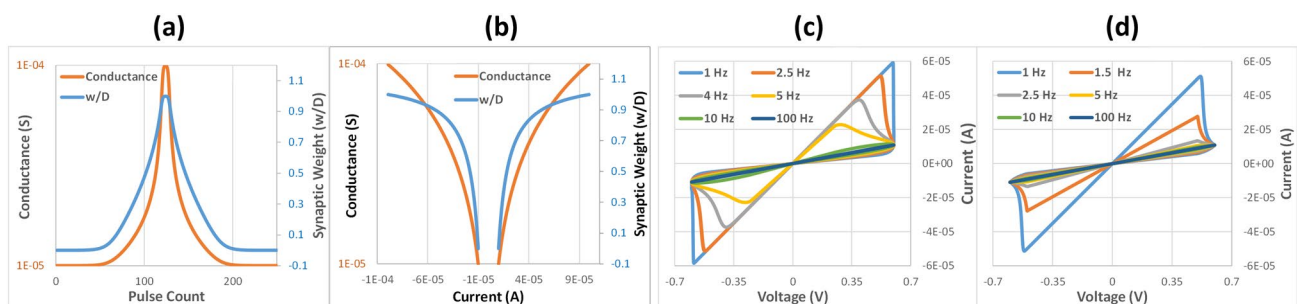 (a)
1E-04
Conductance
w/D
1.1
0.9
0.7
0.5
0.3
0.1
-0.1
1E-05
0
100
200
Conductance (S)
Synaptic Weight (w/D)
Pulse Count
(b)
1E-04
Conductance
w/D
1.1
0.9
0.7
0.5
0.3
0.1
-0.1
1E-05
-1E-04
-6E-05
-1E-05
4E-05
9E-05
Conductance (S)
Synaptic Weight (w/D)
Current (A)
(c)
1 Hz
2.5 Hz
4 Hz
5 Hz
10 Hz
100 Hz
6E-05
4E-05
2E-05
0E+00
-2E-05
-4E-05
-6E-05
-0.7
-0.35
0
0.35
0.7
Current (A)
Voltage (V)
(d)
1 Hz
1.5 Hz
2.5 Hz
5 Hz
10 Hz
100 Hz
6E-05
4E-05
2E-05
0E+00
-2E-05
-4E-05
-6E-05
-0.7
-0.35
0
0.35
0.7
Current (A)
Voltage (V)